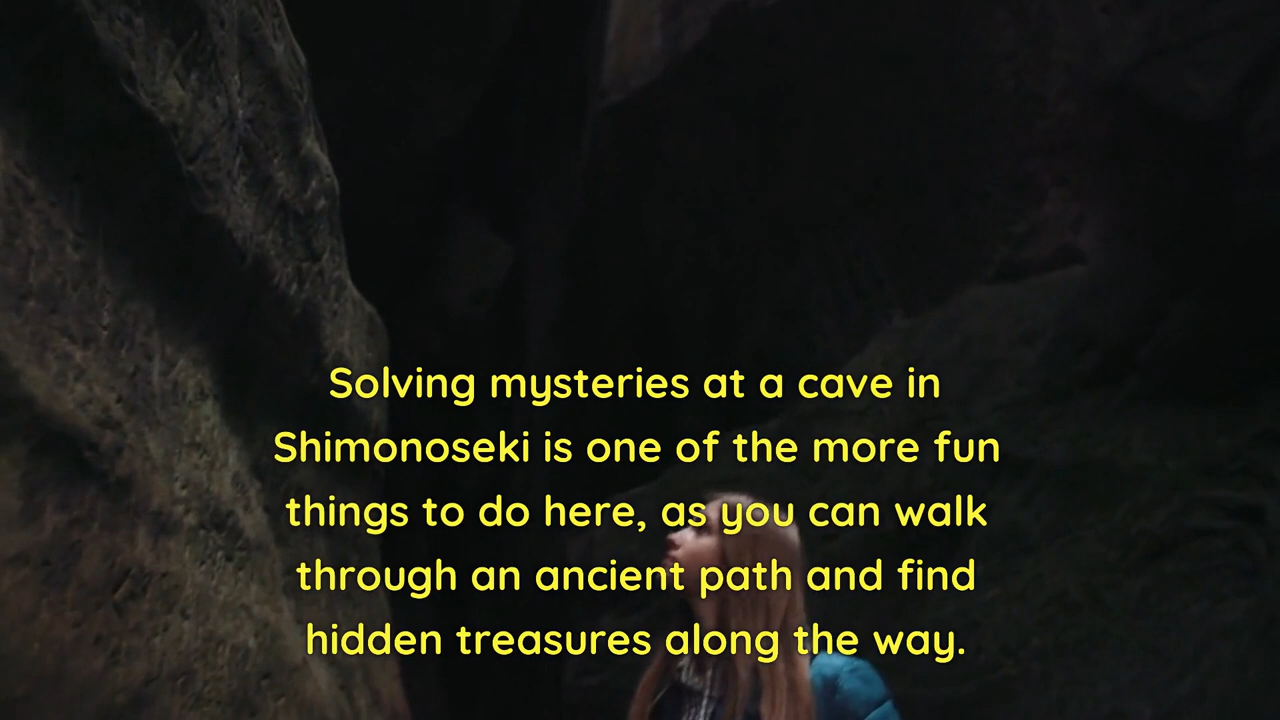 Solving mysteries at a cave in
Shimonoseki is one of the more fun
things to do here, as you can walk
through an ancient path and find
hidden treasures along the way.